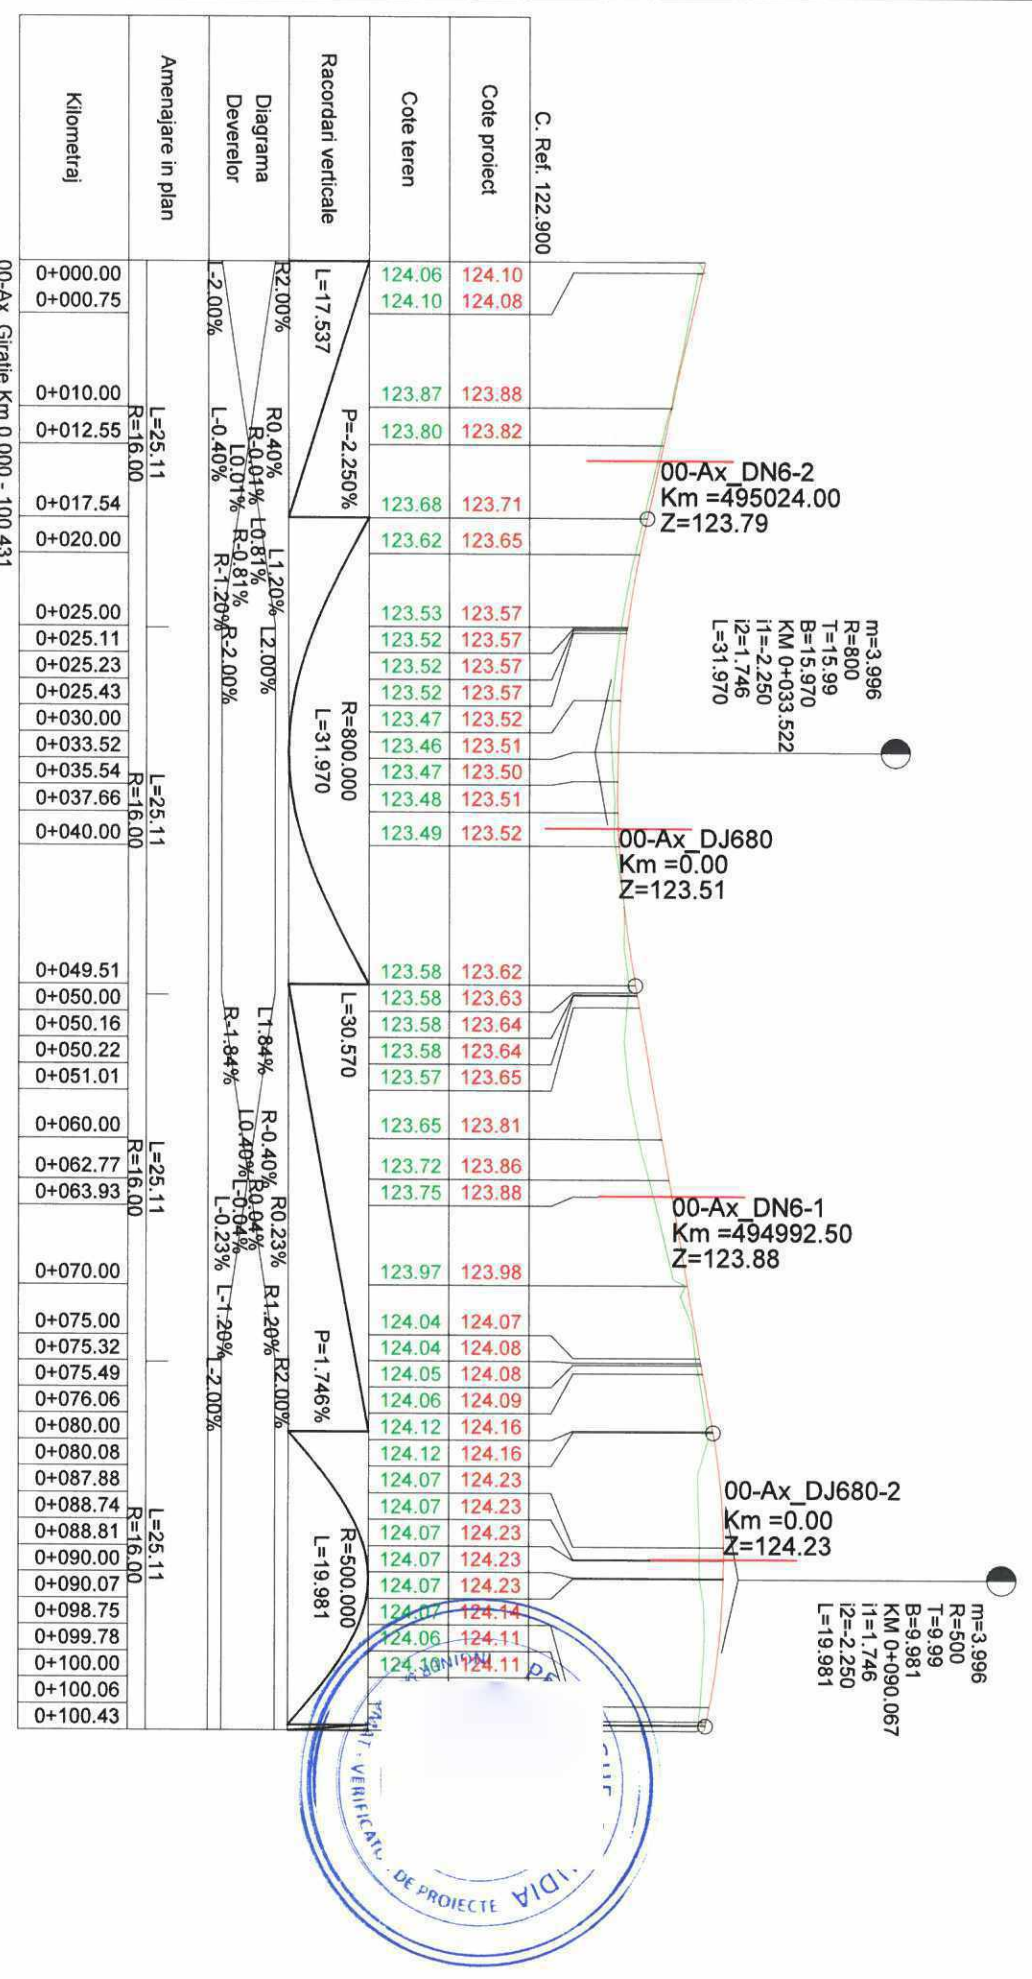 C. Ref. 122.900
Cote proiect
124.10
124.08
123.88
123.82
123.71
123.65
123.57
123.57
123.57
123.57
123.52
123.51
123.50
123.51
123.52
123.62
123.63
123.64
123.64
123.65
123.81
123.86
123.88
123.98
124.07
124.08
124.08
124.09
124.16
124.16
124.23
124.23
124.23
124.23
124.23
124.14
124.11
124.11
Cote teren
124.06
124.10
123.87
123.80
123.68
123.62
123.53
123.52
123.52
123.52
123.47
123.46
123.47
123.48
123.49
123.58
123.58
123.58
123.58
123.57
123.65
123.72
123.75
123.97
124.04
124.04
124.05
124.06
124.12
124.12
124.07
124.07
124.07
124.07
124.07
124.07
124.06
124.10
Racordari verticale
L=17.537
P=-2.250%
R=800.000
L=31.970
L=30.570
P=1.746%
R=500.000
L=19.981
Diagrama
Deverelor
R2.00%
L-2.00%
R0.40%
L-0.40%
R-0.01%
L0.01%
L0.81%
R-0.81%
L1.20%
R-1.20%
L2.00%
R-2.00%
L1.84%
R-1.84%
R-0.40%
L0.40%
R0.04%
L-0.04%
R0.23%
L-0.23%
R1.20%
L-1.20%
R2.00%
L-2.00%
Amenajare in plan
L=25.11
R=16.00
L=25.11
R=16.00
L=25.11
R=16.00
L=25.11
R=16.00
Kilometraj
0+000.00
0+000.75
0+010.00
0+012.55
0+017.54
0+020.00
0+025.00
0+025.11
0+025.23
0+025.43
0+030.00
0+033.52
0+035.54
0+037.66
0+040.00
0+049.51
0+050.00
0+050.16
0+050.22
0+051.01
0+060.00
0+062.77
0+063.93
0+070.00
0+075.00
0+075.32
0+075.49
0+076.06
0+080.00
0+080.08
0+087.88
0+088.74
0+088.81
0+090.00
0+090.07
0+098.75
0+099.78
0+100.00
0+100.06
0+100.43
00-Ax_DN6-2
Km =495024.00
Z=123.79
m=3.996
R=800
T=15.99
B=15.970
KM 0+033.522
i1=-2.250
i2=1.746
L=31.970
00-Ax_DJ680
Km =0.00
Z=123.51
00-Ax_DN6-1
Km =494992.50
Z=123.88
00-Ax_DJ680-2
Km =0.00
Z=124.23
m=3.996
R=500
T=9.99
B=9.981
KM 0+090.067
i1=1.746
i2=-2.250
L=19.981
00-Ax_Giratie Km 0.000 - 100.431
DE PROIECTE